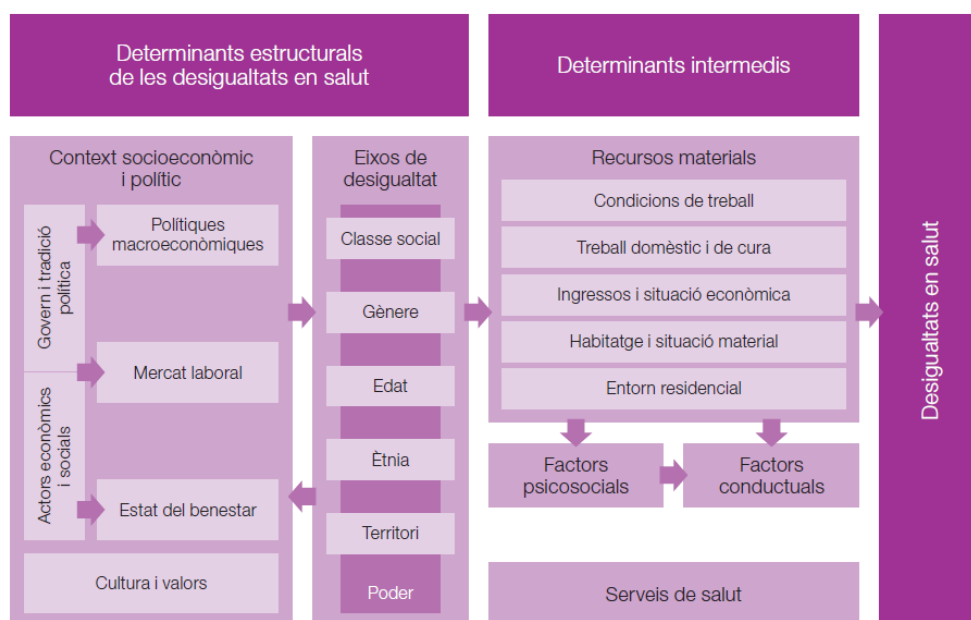 Determinants estructurals
de les desigualtats en salut
Determinants intermedis
Desigualtats en salut
Context socioeconòmic
i polític
Govern i tradició
política
Actors econòmics
i socials
Polítiques
macroeconòmiques
Mercat laboral
Estat del benestar
Cultura i valors
Eixos de
desigualtat
Classe social
Gènere
Edat
Ètnia
Territori
Poder
Recursos materials
Condicions de treball
Treball domèstic i de cura
Ingressos i situació econòmica
Habitatge i situació material
Entorn residencial
Factors
psicosocials
Factors
conductuals
Serveis de salut